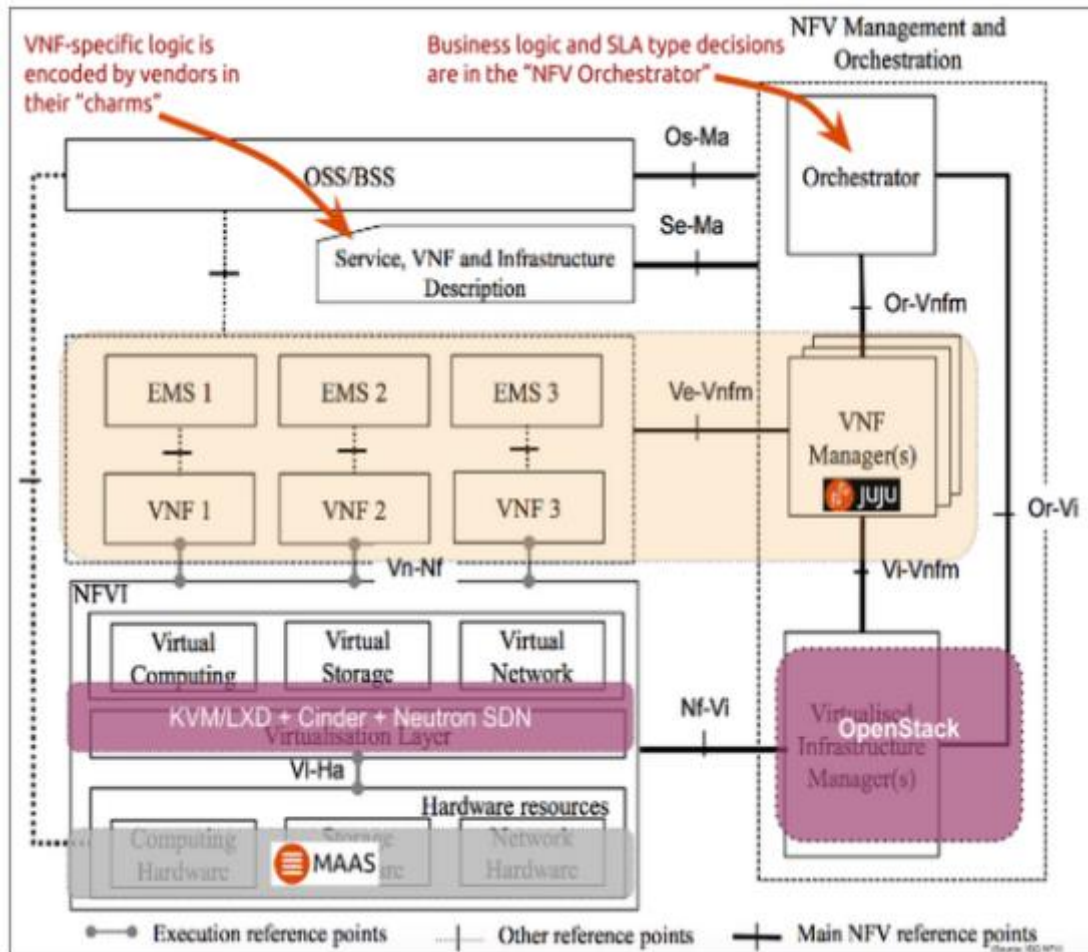 VNF-specific logic is
encoded by vendors in
their “charms”
Business logic and SLA type decisions
are in the “NFV Orchestrator”
NFV Management and
Orchestration
Os-Ma
OSS/BSS
Orchestrator
Se-Ma
Service, VNF and Infrastructure
Description
Or-Vnfm
EMS 1
EMS 2
EMS 3
Ve-Vnfm
VNF
Manager(s)
juju
VNF 1
VNF 2
VNF 3
Or-Vi
Vn-Nf
Vi-Vnfm
NFVI
Virtual
Computing
Virtual
Storage
Virtual
Network
KVM/LXD + Cinder + Neutron SDN
Virtualisation Layer
Nf-Vi
OpenStack
Virtualised
Infrastructure
Manager(s)
Vl-Ha
Hardware resources
Computing
Hardware
Storage
Network
Hardware
MAAS
Execution reference points
Other reference points
Main NFV reference points